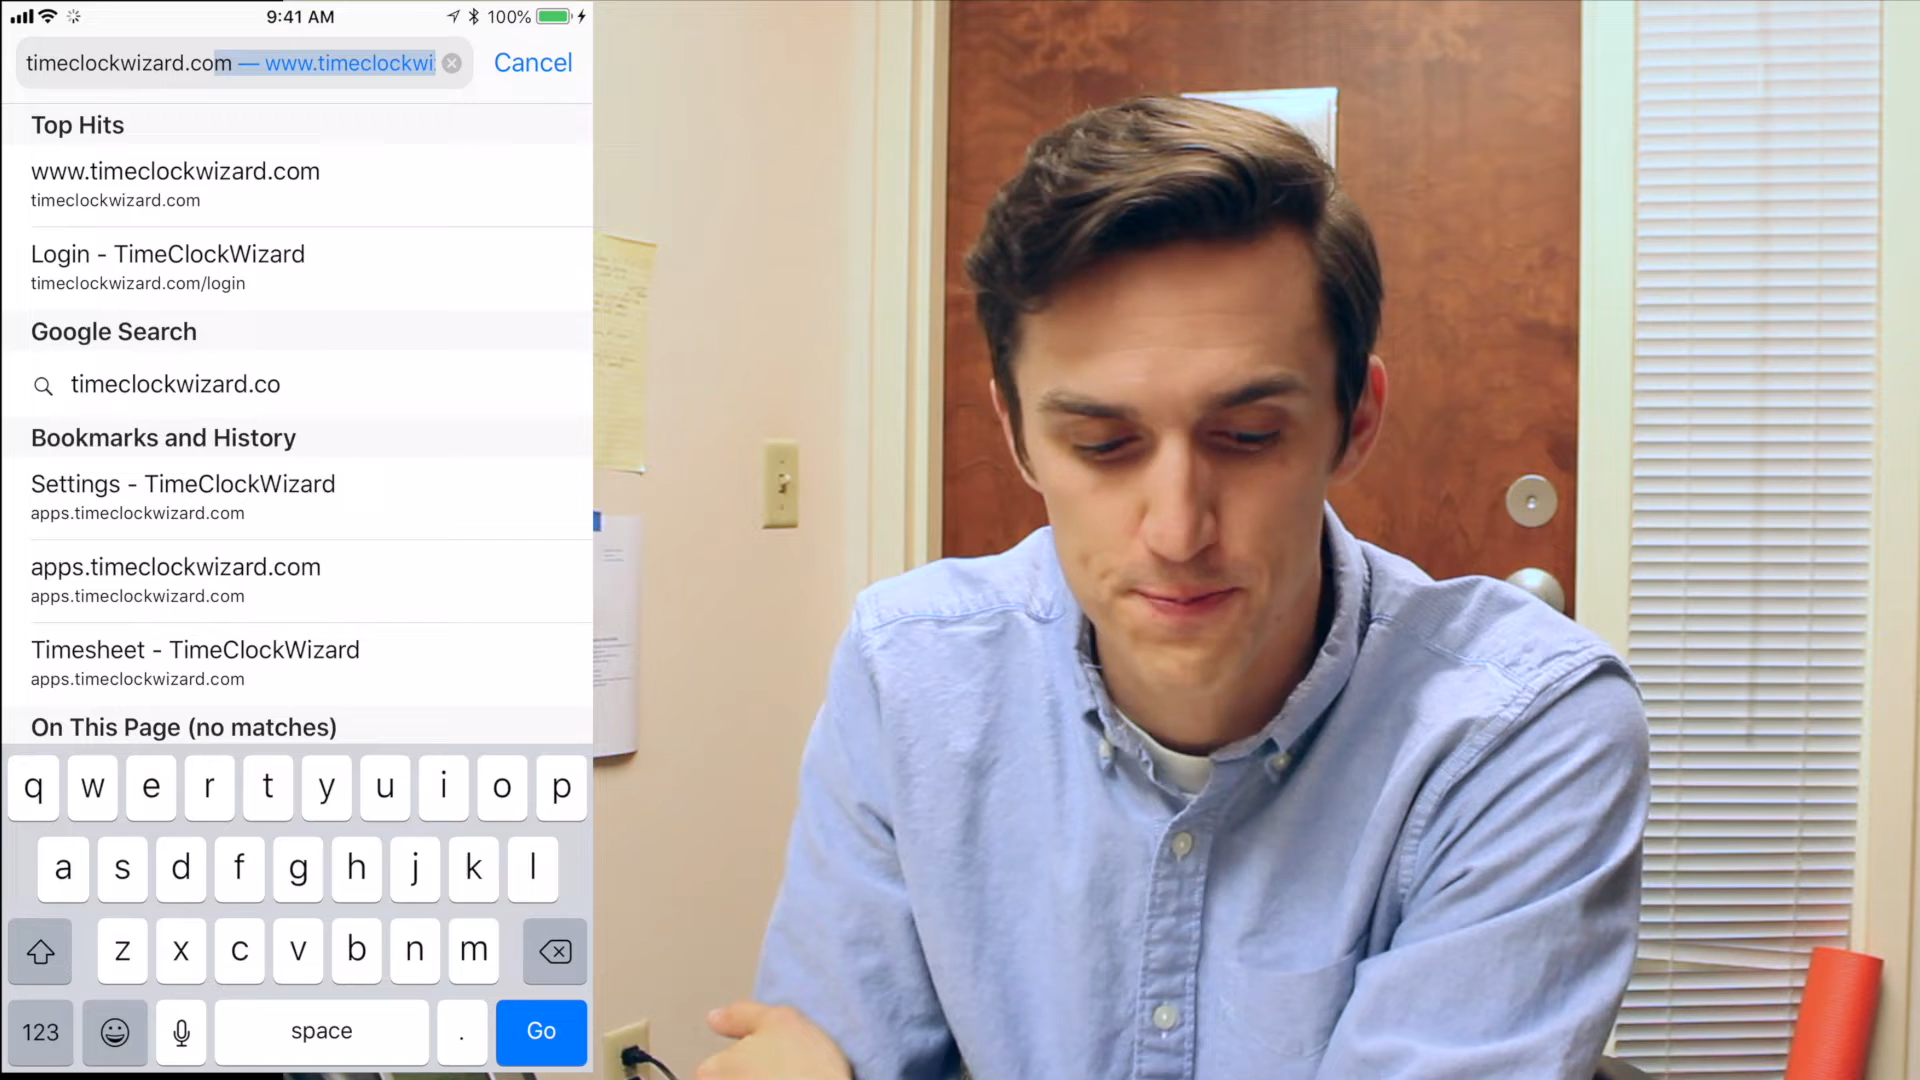 9:41 AM
100%
timeclockwizard.com — www.timeclockwi
Cancel
Top Hits
www.timeclockwizard.com
timeclockwizard.com
Login - TimeClockWizard
timeclockwizard.com/login
Google Search
timeclockwizard.co
Bookmarks and History
Settings - TimeClockWizard
apps.timeclockwizard.com
apps.timeclockwizard.com
apps.timeclockwizard.com
Timesheet - TimeClockWizard
apps.timeclockwizard.com
On This Page (no matches)
q w e r t y u i o p
a s d f g h j k l
z x c v b n m
123 space . Go